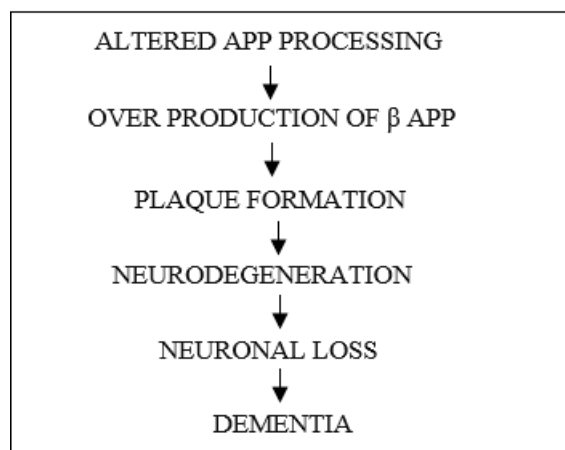 ALTERED APP PROCESSING
OVER PRODUCTION OF β APP
PLAQUE FORMATION
NEURODEGENERATION
NEURONAL LOSS
DEMENTIA